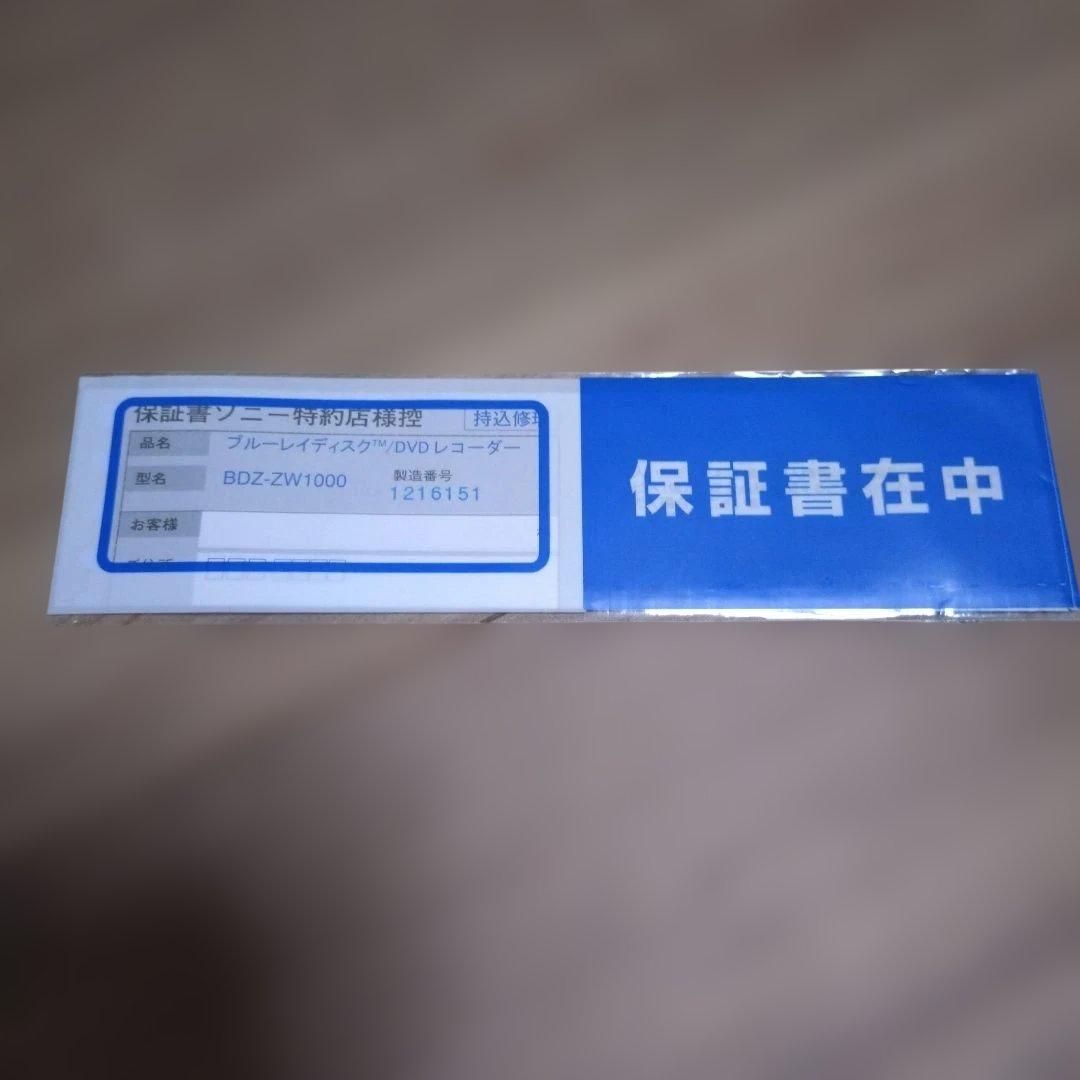 保証書ソニー特約店様控
持込修理
品名
ブルーレイディスク™/DVDレコーダー
型名
BDZ-ZW1000
製造番号
1216151
お客様
保証書在中